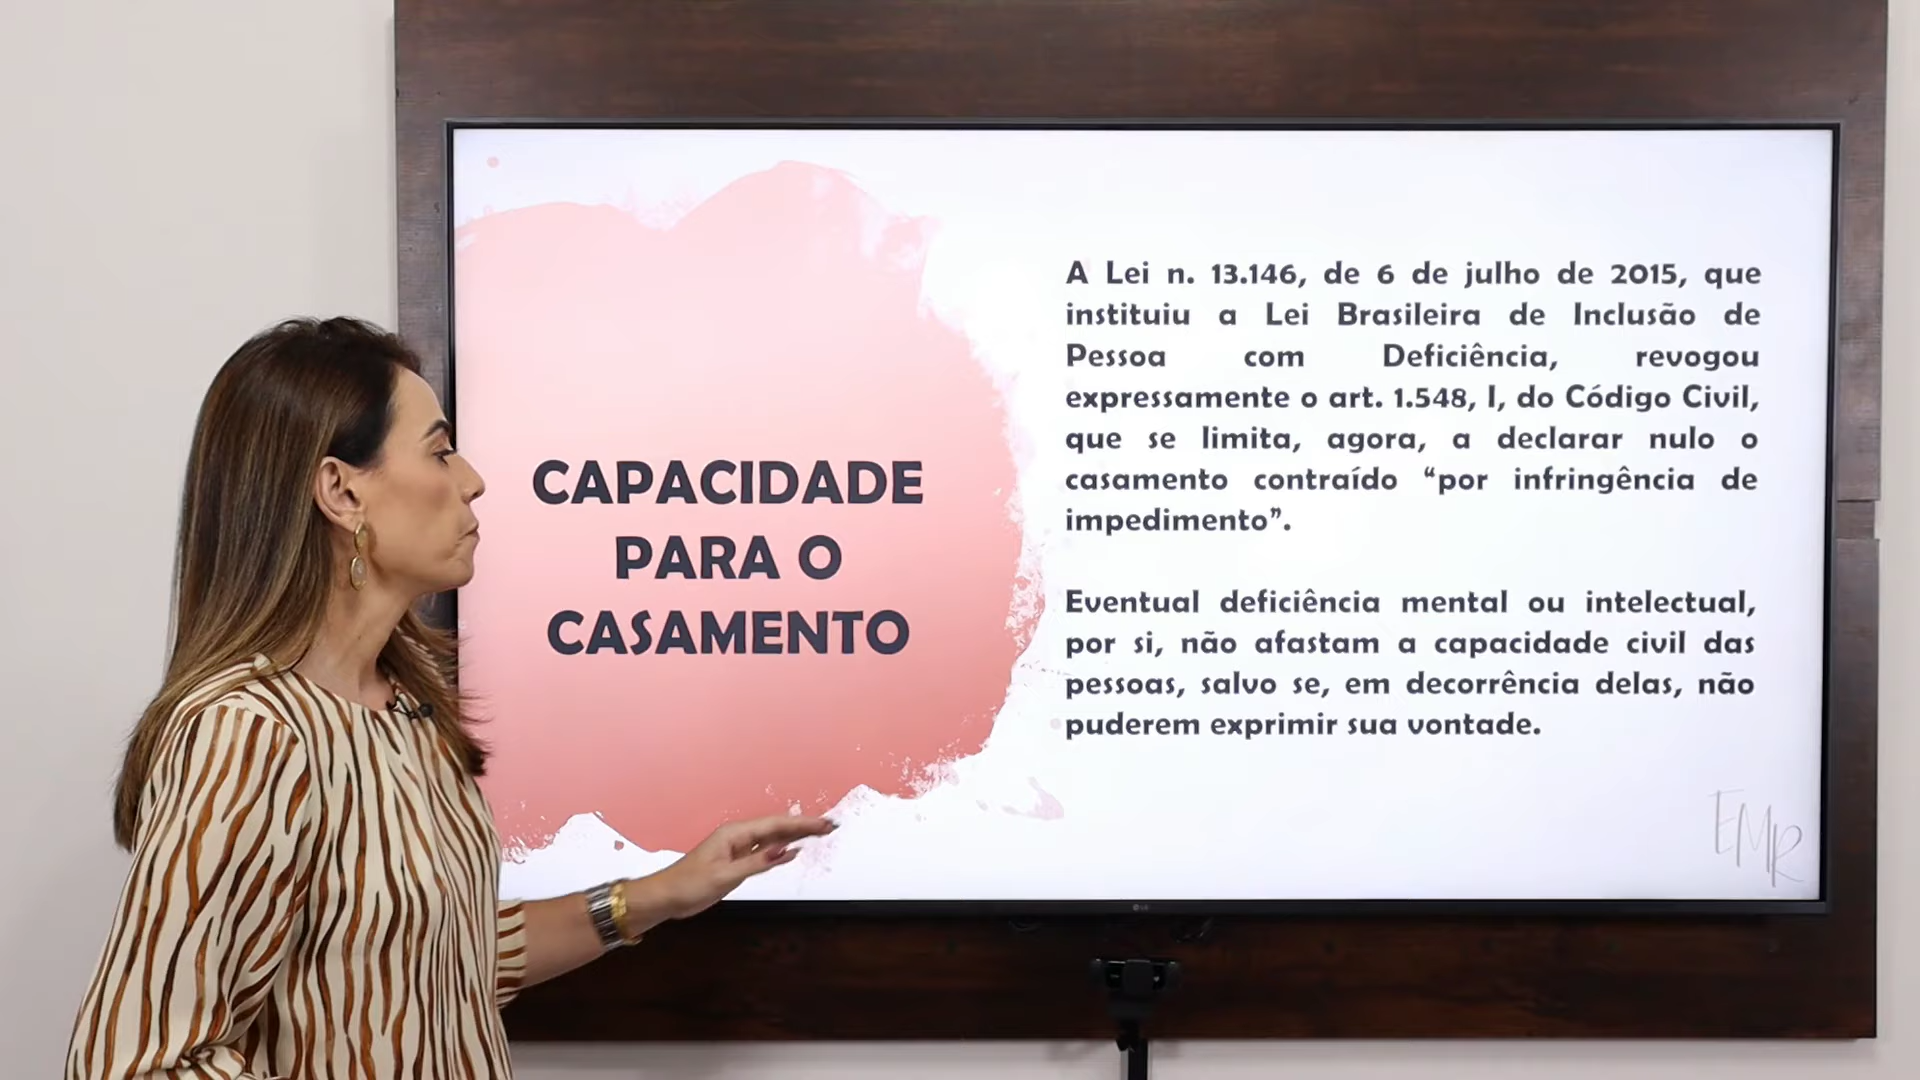 CAPACIDADE
PARA O
CASAMENTO
A Lei n. 13.146, de 6 de julho de 2015, que
instituiu a Lei Brasileira de Inclusão de
Pessoa com Deficiência, revogou
expressamente o art. 1.548, I, do Código Civil,
que se limita, agora, a declarar nulo o
casamento contraído “por infringência de
impedimento”.
Eventual deficiência mental ou intelectual,
por si, não afastam a capacidade civil das
pessoas, salvo se, em decorrência delas, não
puderem exprimir sua vontade.
EMR
LG